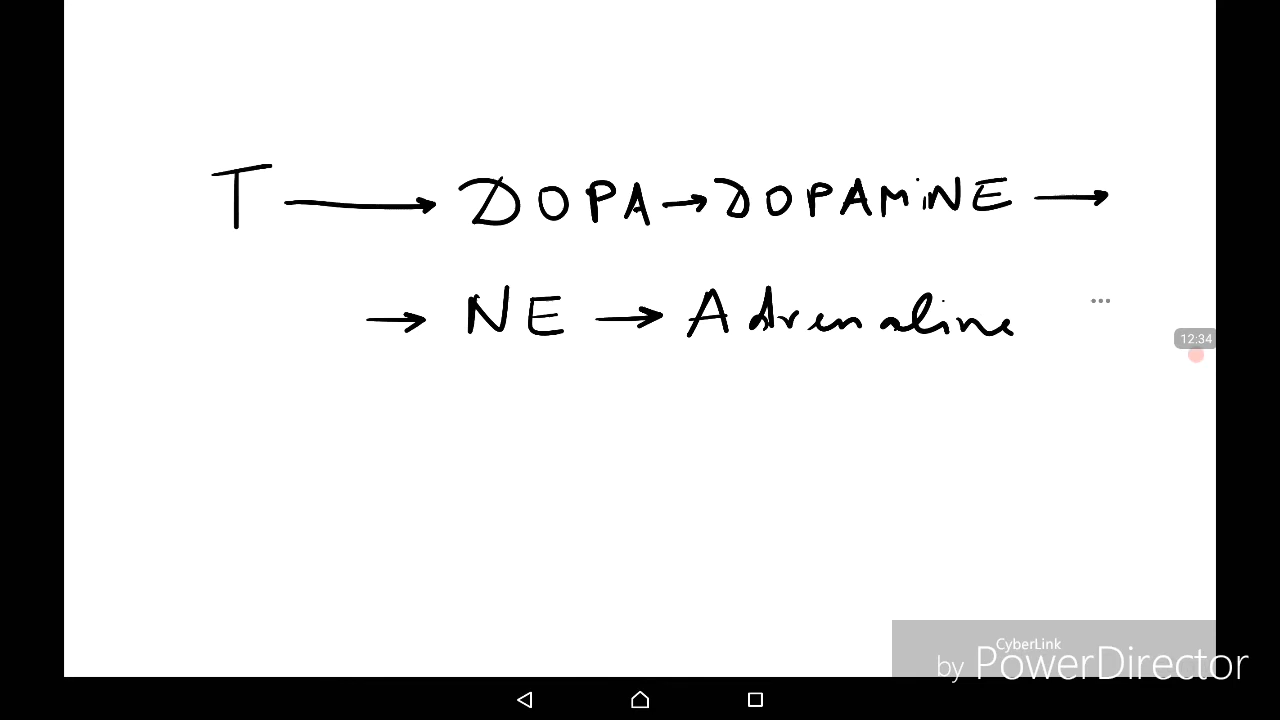 T → DOPA → DOPAMiNE →
→ NE → Adrenaline
12:34
CyberLink
by PowerDirector